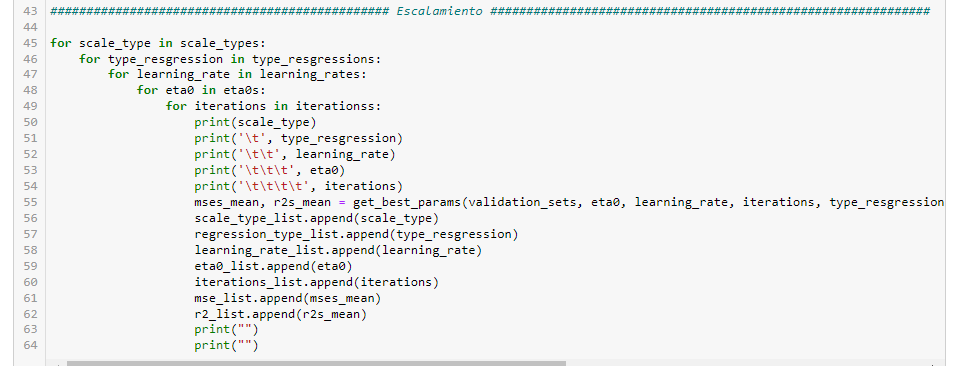 43 ############################################### Escalamiento #############################################################
44
45 for scale_type in scale_types:
46     for type_resgression in type_resgressions:
47         for learning_rate in learning_rates:
48             for eta0 in eta0s:
49                 for iterations in iterationss:
50                     print(scale_type)
51                     print('\t', type_resgression)
52                     print('\t\t', learning_rate)
53                     print('\t\t\t', eta0)
54                     print('\t\t\t\t', iterations)
55                     mses_mean, r2s_mean = get_best_params(validation_sets, eta0, learning_rate, iterations, type_resgression
56                     scale_type_list.append(scale_type)
57                     regression_type_list.append(type_resgression)
58                     learning_rate_list.append(learning_rate)
59                     eta0_list.append(eta0)
60                     iterations_list.append(iterations)
61                     mse_list.append(mses_mean)
62                     r2_list.append(r2s_mean)
63                     print("")
64                     print("")